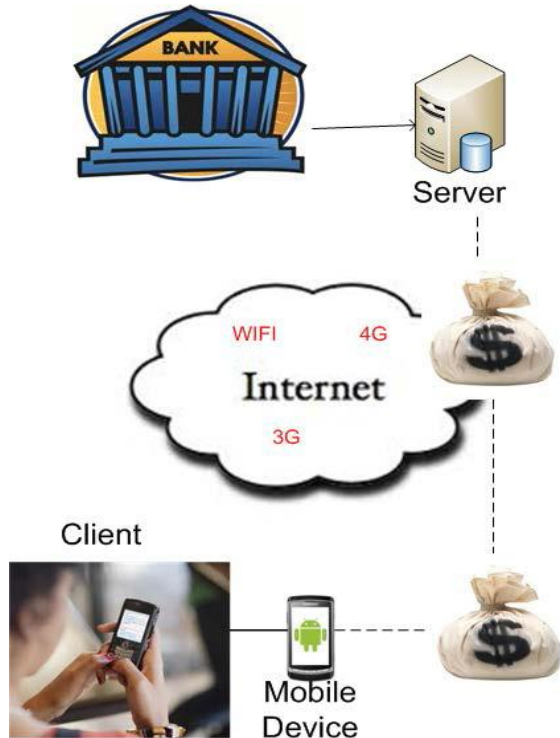 BANK
Server
WIFI 4G
Internet
3G
$
Client
$
Mobile
Device